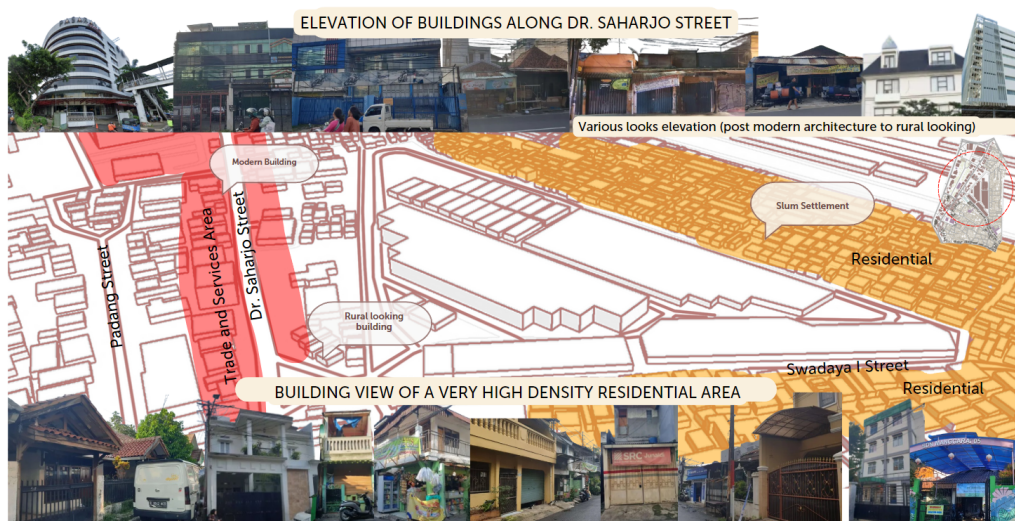 ELEVATION OF BUILDINGS ALONG DR. SAHARJO STREET
Various looks elevation (post modern architecture to rural looking)
Modern Building
Slum Settlement
Residential
Padang Street
Trade and Services Area
Dr. Saharjo Street
Rural looking
building
Swadaya I Street
Residential
BUILDING VIEW OF A VERY HIGH DENSITY RESIDENTIAL AREA
SRC